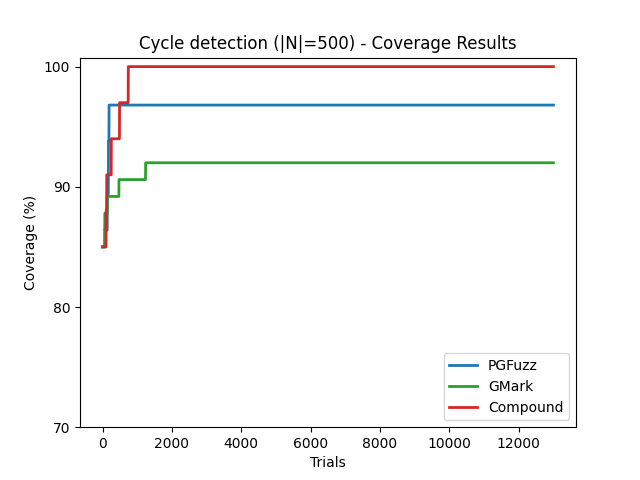 Cycle detection (|N|=500) - Coverage Results
100
90
80
70
Coverage (%)
PGFuzz
GMark
Compound
0 2000 4000 6000 8000 10000 12000
Trials